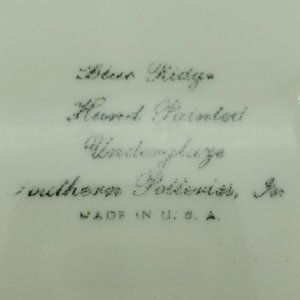 Blue Ridge
Hand Painted
Underglaze
Southern Potteries, In
MADE IN U. S. A.